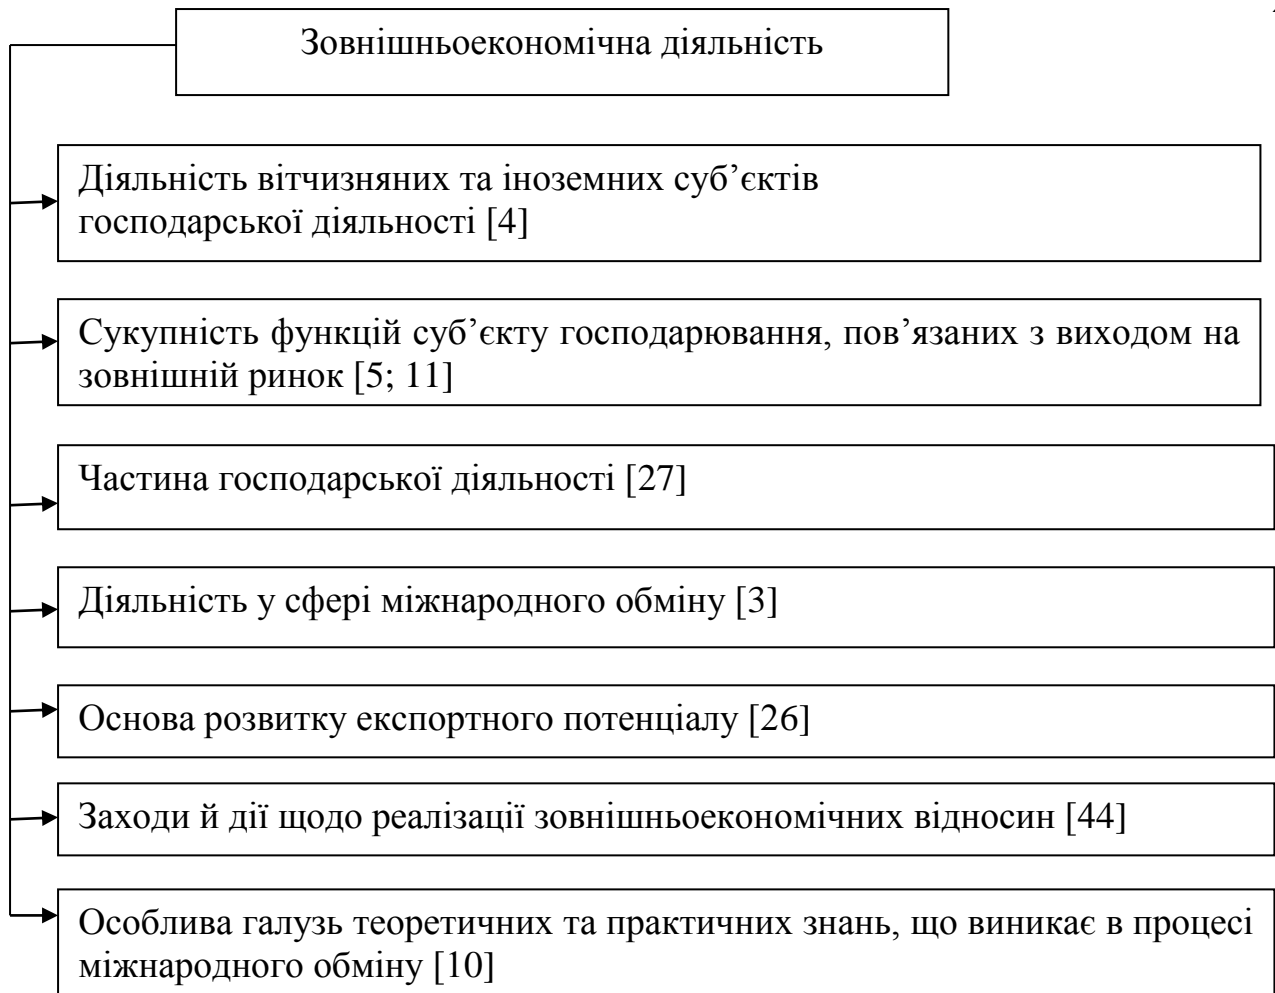 Зовнішньоекономічна діяльність
Діяльність вітчизняних та іноземних суб’єктів
господарської діяльності [4]
Сукупність функцій суб’єкту господарювання, пов’язаних з виходом на
зовнішній ринок [5; 11]
Частина господарської діяльності [27]
Діяльність у сфері міжнародного обміну [3]
Основа розвитку експортного потенціалу [26]
Заходи й дії щодо реалізації зовнішньоекономічних відносин [44]
Особлива галузь теоретичних та практичних знань, що виникає в процесі
міжнародного обміну [10]